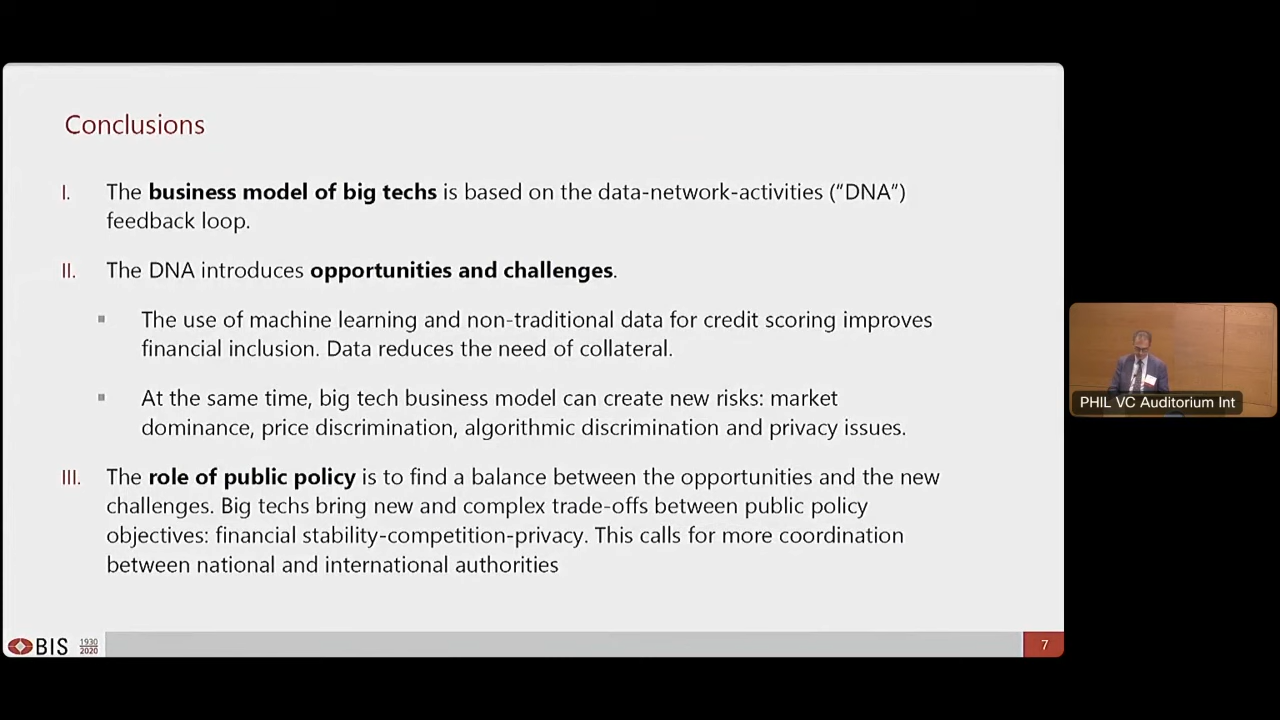 Conclusions
I. The business model of big techs is based on the data-network-activities (“DNA”)
feedback loop.
II. The DNA introduces opportunities and challenges.
▪ The use of machine learning and non-traditional data for credit scoring improves
financial inclusion. Data reduces the need of collateral.
▪ At the same time, big tech business model can create new risks: market
dominance, price discrimination, algorithmic discrimination and privacy issues.
III. The role of public policy is to find a balance between the opportunities and the new
challenges. Big techs bring new and complex trade-offs between public policy
objectives: financial stability-competition-privacy. This calls for more coordination
between national and international authorities
PHIL VC Auditorium Int
BIS
1930
2020
7